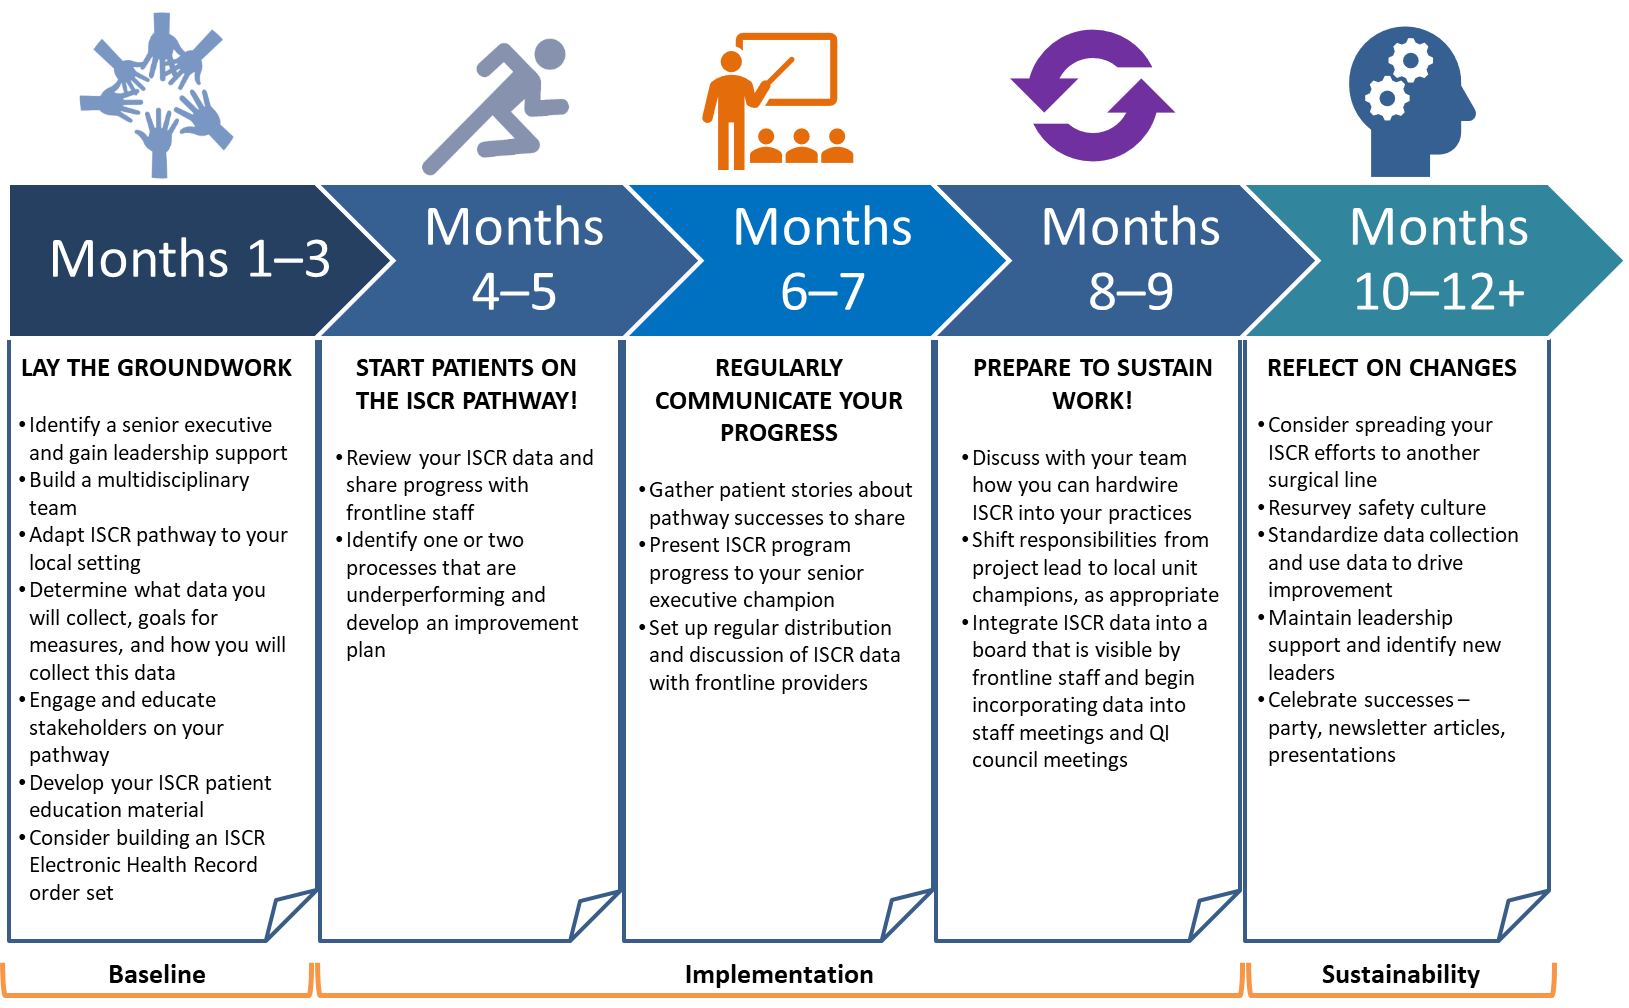 Months 1–3
Months
4–5
Months
6–7
Months
8–9
Months
10–12+
LAY THE GROUNDWORK
•Identify a senior executive
and gain leadership support
•Build a multidisciplinary
team
•Adapt ISCR pathway to your
local setting
•Determine what data you
will collect, goals for
measures, and how you will
collect this data
•Engage and educate
stakeholders on your
pathway
•Develop your ISCR patient
education material
•Consider building an ISCR
Electronic Health Record
order set
START PATIENTS ON
THE ISCR PATHWAY!
•Review your ISCR data and
share progress with
frontline staff
•Identify one or two
processes that are
underperforming and
develop an improvement
plan
REGULARLY
COMMUNICATE YOUR
PROGRESS
•Gather patient stories about
pathway successes to share
•Present ISCR program
progress to your senior
executive champion
•Set up regular distribution
and discussion of ISCR data
with frontline providers
PREPARE TO SUSTAIN
WORK!
•Discuss with your team
how you can hardwire
ISCR into your practices
•Shift responsibilities from
project lead to local unit
champions, as appropriate
•Integrate ISCR data into a
board that is visible by
frontline staff and begin
incorporating data into
staff meetings and QI
council meetings
REFLECT ON CHANGES
•Consider spreading your
ISCR efforts to another
surgical line
•Resurvey safety culture
•Standardize data collection
and use data to drive
improvement
•Maintain leadership
support and identify new
leaders
•Celebrate successes –
party, newsletter articles,
presentations
Baseline
Implementation
Sustainability